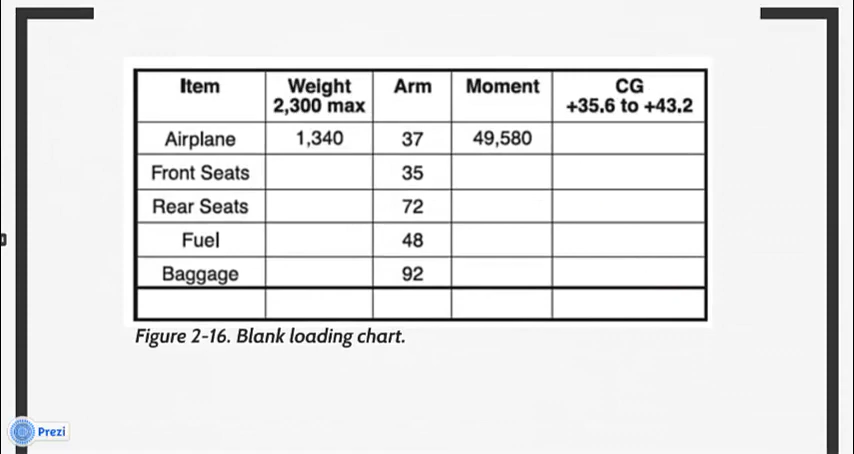 Item Weight Arm Moment CG
2,300 max +35.6 to +43.2
Airplane 1,340 37 49,580
Front Seats 35
Rear Seats 72
Fuel 48
Baggage 92
Figure 2-16. Blank loading chart.
Prezi